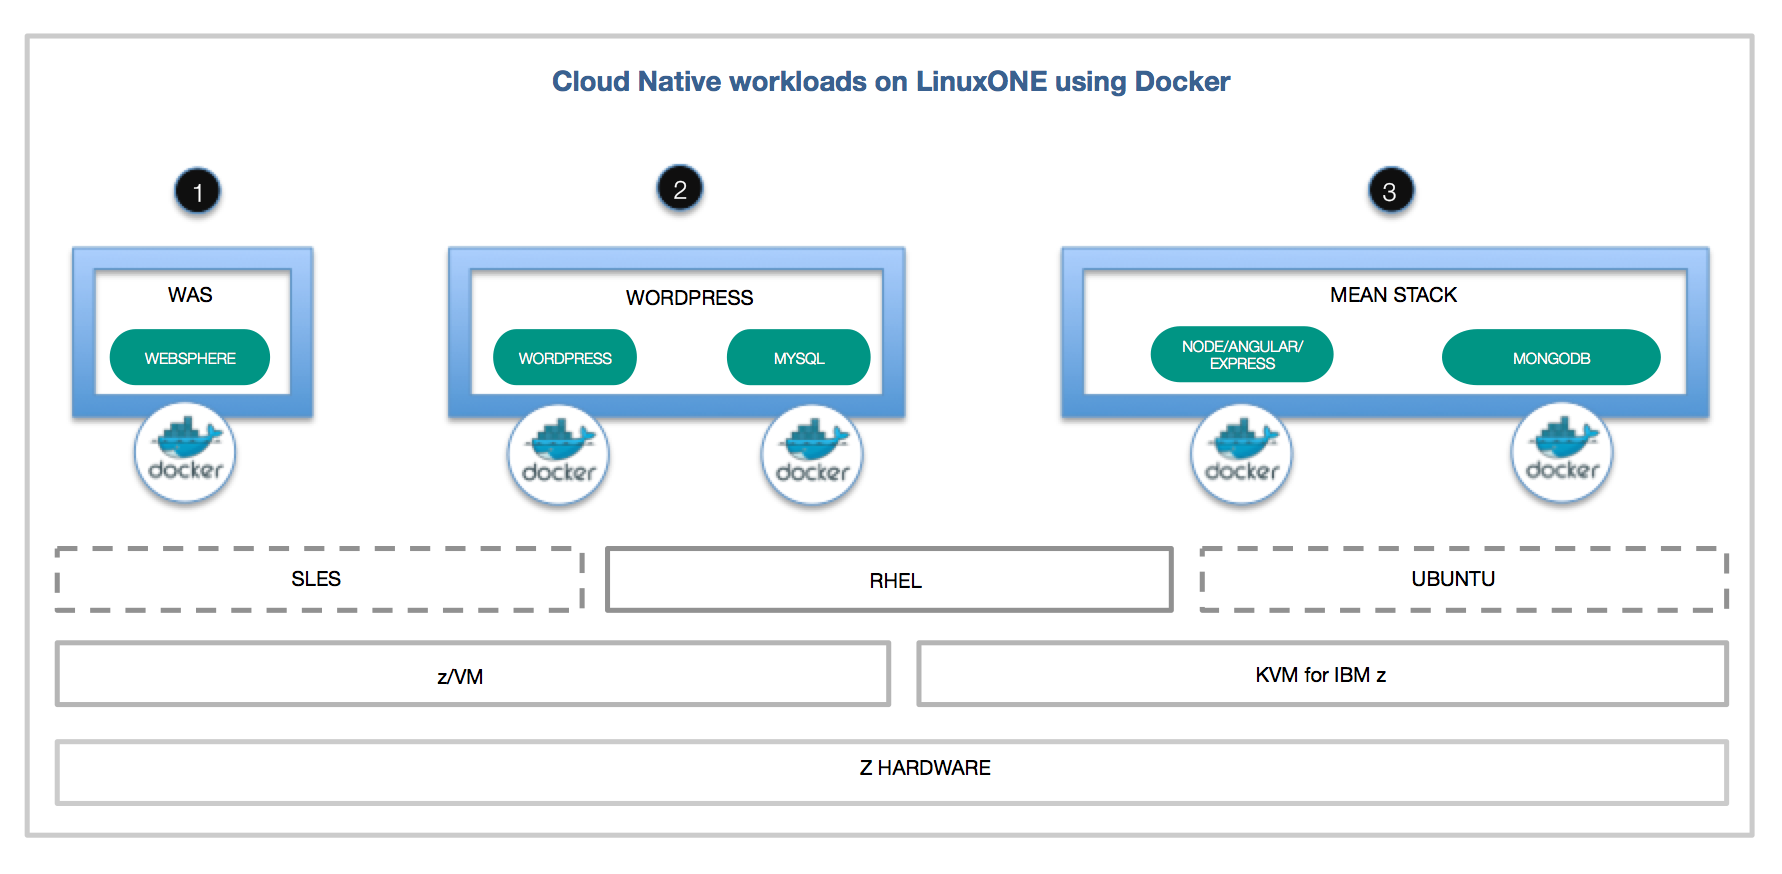 Cloud Native workloads on LinuxONE using Docker
1
2
3
WAS
WEBSPHERE
docker
WORDPRESS
WORDPRESS
MYSQL
docker
docker
MEAN STACK
NODE/ANGULAR/
EXPRESS
MONGODB
docker
docker
SLES
RHEL
UBUNTU
z/VM
KVM for IBM z
Z HARDWARE